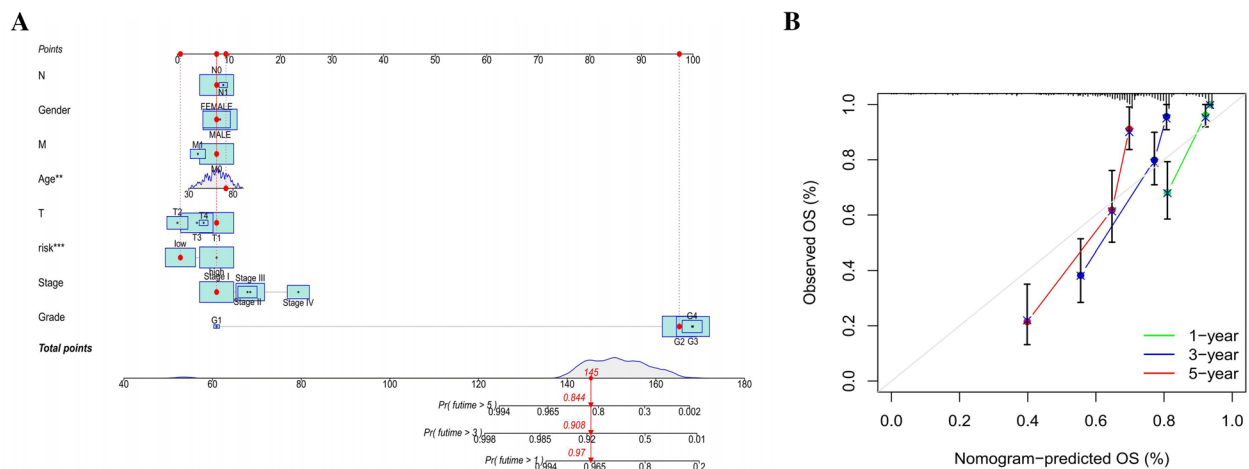 A
Points
0 10 20 30 40 50 60 70 80 90 100
N
N0
N1
Gender
FEMALE
MALE
M
M1
M0
Age**
30 80
T
T2 T4
T3 T1
risk***
low
high
Stage
Stage I Stage III
Stage II Stage IV
Grade
G1 G4
G2 G3
Total points
40 60 80 100 120 140 160 180
145
0.844
Pr( futime > 5)
0.994 0.965 0.8 0.3 0.002
0.908
Pr( futime > 3)
0.998 0.985 0.92 0.5 0.01
0.97
Pr( futime > 1)
0.994 0.965 0.8 0.2
B
Observed OS (%)
1.0
0.8
0.6
0.4
0.2
0.0
1-year
3-year
5-year
0.0 0.2 0.4 0.6 0.8 1.0
Nomogram-predicted OS (%)